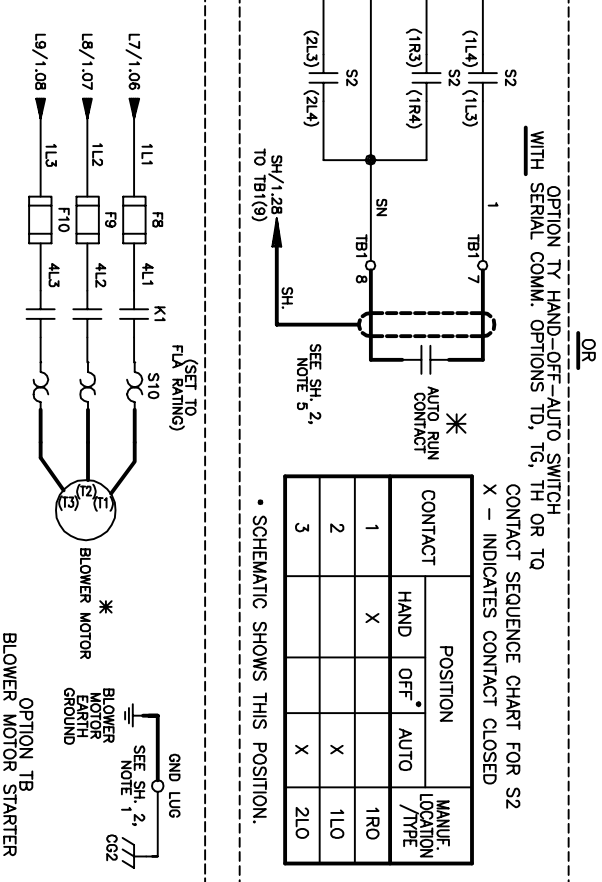 OR
OPTION TY HAND-OFF-AUTO SWITCH
WITH SERIAL COMM. OPTIONS TD, TG, TH OR TQ
S2
(1L4) (1L3)
1
TB1
7
S2
(1R3) (1R4)
S2
(2L3) (2L4)
SN
TB1
8
AUTO RUN
CONTACT
SH/1.28
TO TB1(9)
SH.
SEE SH. 2,
NOTE 5
CONTACT SEQUENCE CHART FOR S2
X - INDICATES CONTACT CLOSED
CONTACT
POSITION
MANUF.
LOCATION
/TYPE
HAND
OFF•
AUTO
1
X
1RO
2
X
1LO
3
X
2LO
• SCHEMATIC SHOWS THIS POSITION.
(SET TO
FLA RATING)
L7/1.06
1L1
F8
4L1
K1
S10
(T1)
L8/1.07
1L2
F9
4L2
(T2)
L9/1.08
1L3
F10
4L3
(T3)
BLOWER MOTOR
GND LUG
SEE SH. 2,
NOTE 1
CG2
BLOWER
MOTOR
EARTH
GROUND
OPTION TB
BLOWER MOTOR STARTER